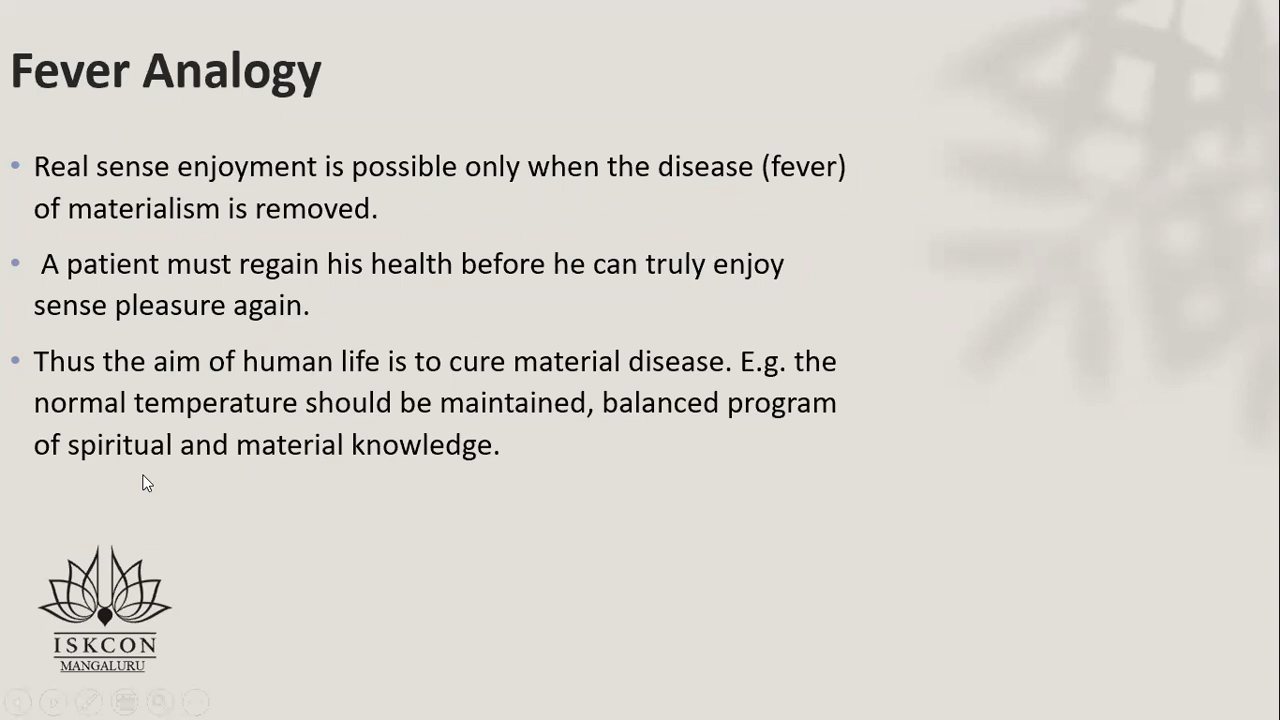 Fever Analogy
• Real sense enjoyment is possible only when the disease (fever)
of materialism is removed.
• A patient must regain his health before he can truly enjoy
sense pleasure again.
• Thus the aim of human life is to cure material disease. E.g. the
normal temperature should be maintained, balanced program
of spiritual and material knowledge.
ISKCON
MANGALURU